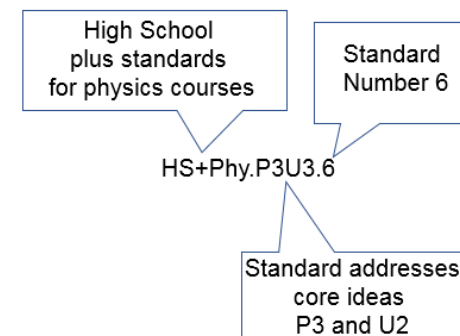 High School
plus standards
for physics courses
Standard
Number 6
HS+Phy.P3U3.6
Standard addresses
core ideas
P3 and U2